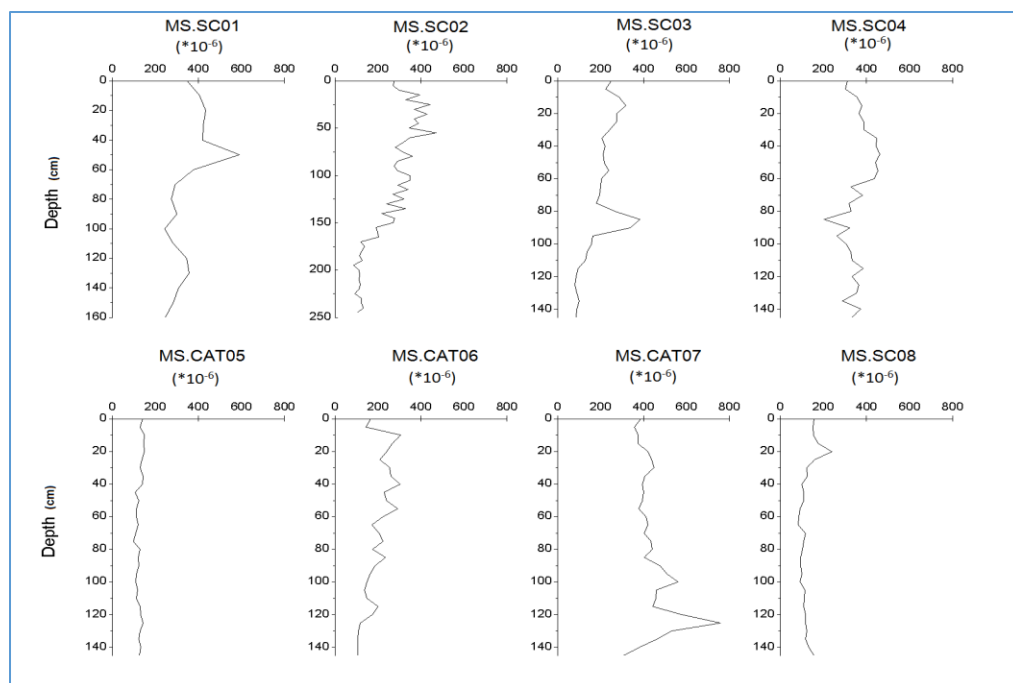 MS.SC01 MS.SC02 MS.SC03 MS.SC04
(*10⁻⁶) (*10⁻⁶) (*10⁻⁶) (*10⁻⁶)
0 200 400 600 800 0 200 400 600 800 0 200 400 600 800 0 200 400 600 800
0 0 0 0
20 50 20 20
40 100 40 40
60 150 60 60
80 200 80 80
100 250 100 100
120 120 120
140 140 140
160
Depth (cm)
MS.CAT05 MS.CAT06 MS.CAT07 MS.SC08
(*10⁻⁶) (*10⁻⁶) (*10⁻⁶) (*10⁻⁶)
0 200 400 600 800 0 200 400 600 800 0 200 400 600 800 0 200 400 600 800
0 0 0 0
20 20 20 20
40 40 40 40
60 60 60 60
80 80 80 80
100 100 100 100
120 120 120 120
140 140 140 140
Depth (cm)